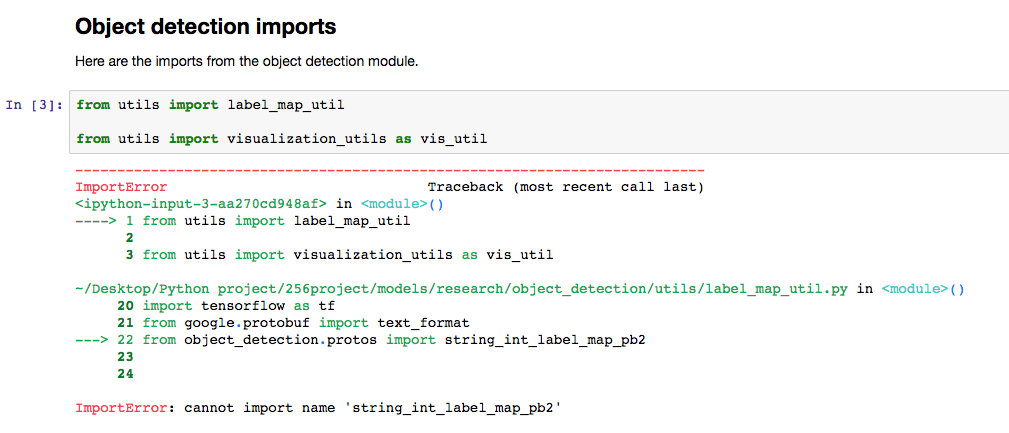 Object detection imports
Here are the imports from the object detection module.
In [3]: from utils import label_map_util
from utils import visualization_utils as vis_util
---------------------------------------------------------------------------
ImportError                               Traceback (most recent call last)
<ipython-input-3-aa270cd948af> in <module>()
----> 1 from utils import label_map_util
      2
      3 from utils import visualization_utils as vis_util
~/Desktop/Python project/256project/models/research/object_detection/utils/label_map_util.py in <module>()
     20 import tensorflow as tf
     21 from google.protobuf import text_format
---> 22 from object_detection.protos import string_int_label_map_pb2
     23
     24
ImportError: cannot import name 'string_int_label_map_pb2'